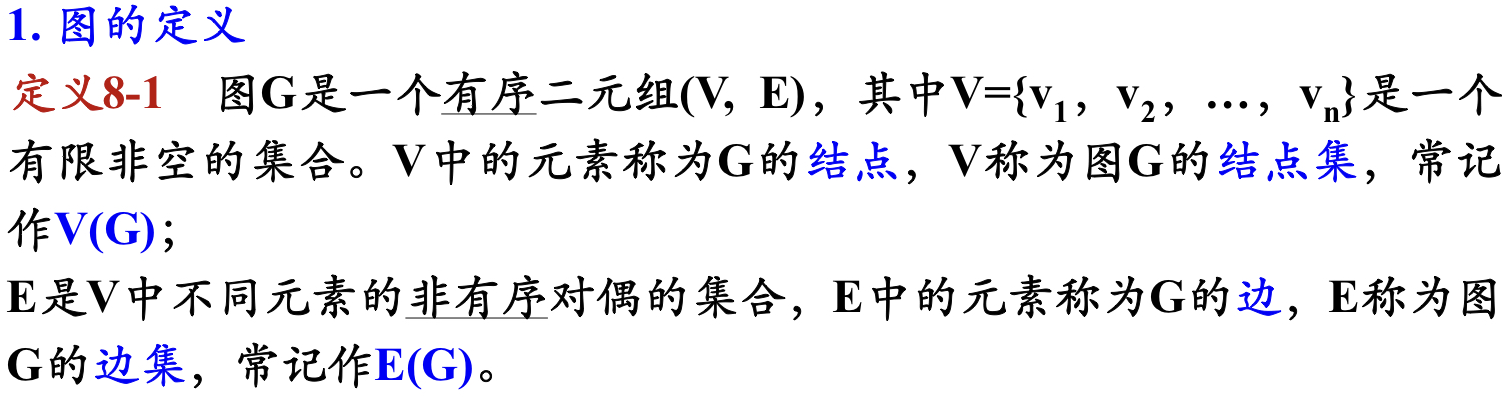 1. 图的定义
定义8-1 图G是一个有序二元组(V, E)，其中V={v1，v2，…，vn}是一个
有限非空的集合。V中的元素称为G的结点，V称为图G的结点集，常记
作V(G)；
E是V中不同元素的非有序对偶的集合，E中的元素称为G的边，E称为图
G的边集，常记作E(G)。